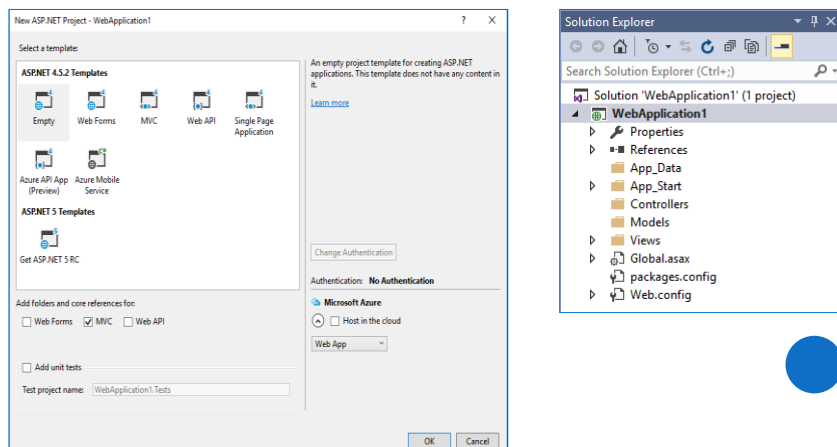 New ASP.NET Project - WebApplication1
Select a template:
ASP.NET 4.5.2 Templates
Empty
Web Forms
MVC
Web API
Single Page
Application
Azure API App
(Preview)
Azure Mobile
Service
ASP.NET 5 Templates
Get ASP.NET 5 RC
An empty project template for creating ASP.NET
applications. This template does not have any content in
it.
Learn more
Change Authentication
Authentication: No Authentication
Microsoft Azure
Host in the cloud
Web App
Add folders and core references for:
Web Forms MVC Web API
Add unit tests
Test project name: WebApplication1.Tests
OK Cancel
Solution Explorer
Search Solution Explorer (Ctrl+;)
Solution 'WebApplication1' (1 project)
WebApplication1
Properties
References
App_Data
App_Start
Controllers
Models
Views
Global.asax
packages.config
Web.config